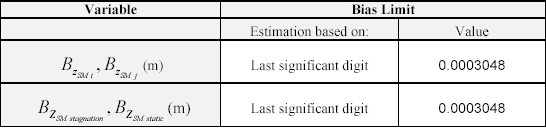 Variable Bias Limit
Estimation based on: Value
B_{z_{SM i}}, B_{z_{SM j}} (m) Last significant digit 0.0003048
B_{Z_{SM stagnation}}, B_{Z_{SM static}} (m) Last significant digit 0.0003048